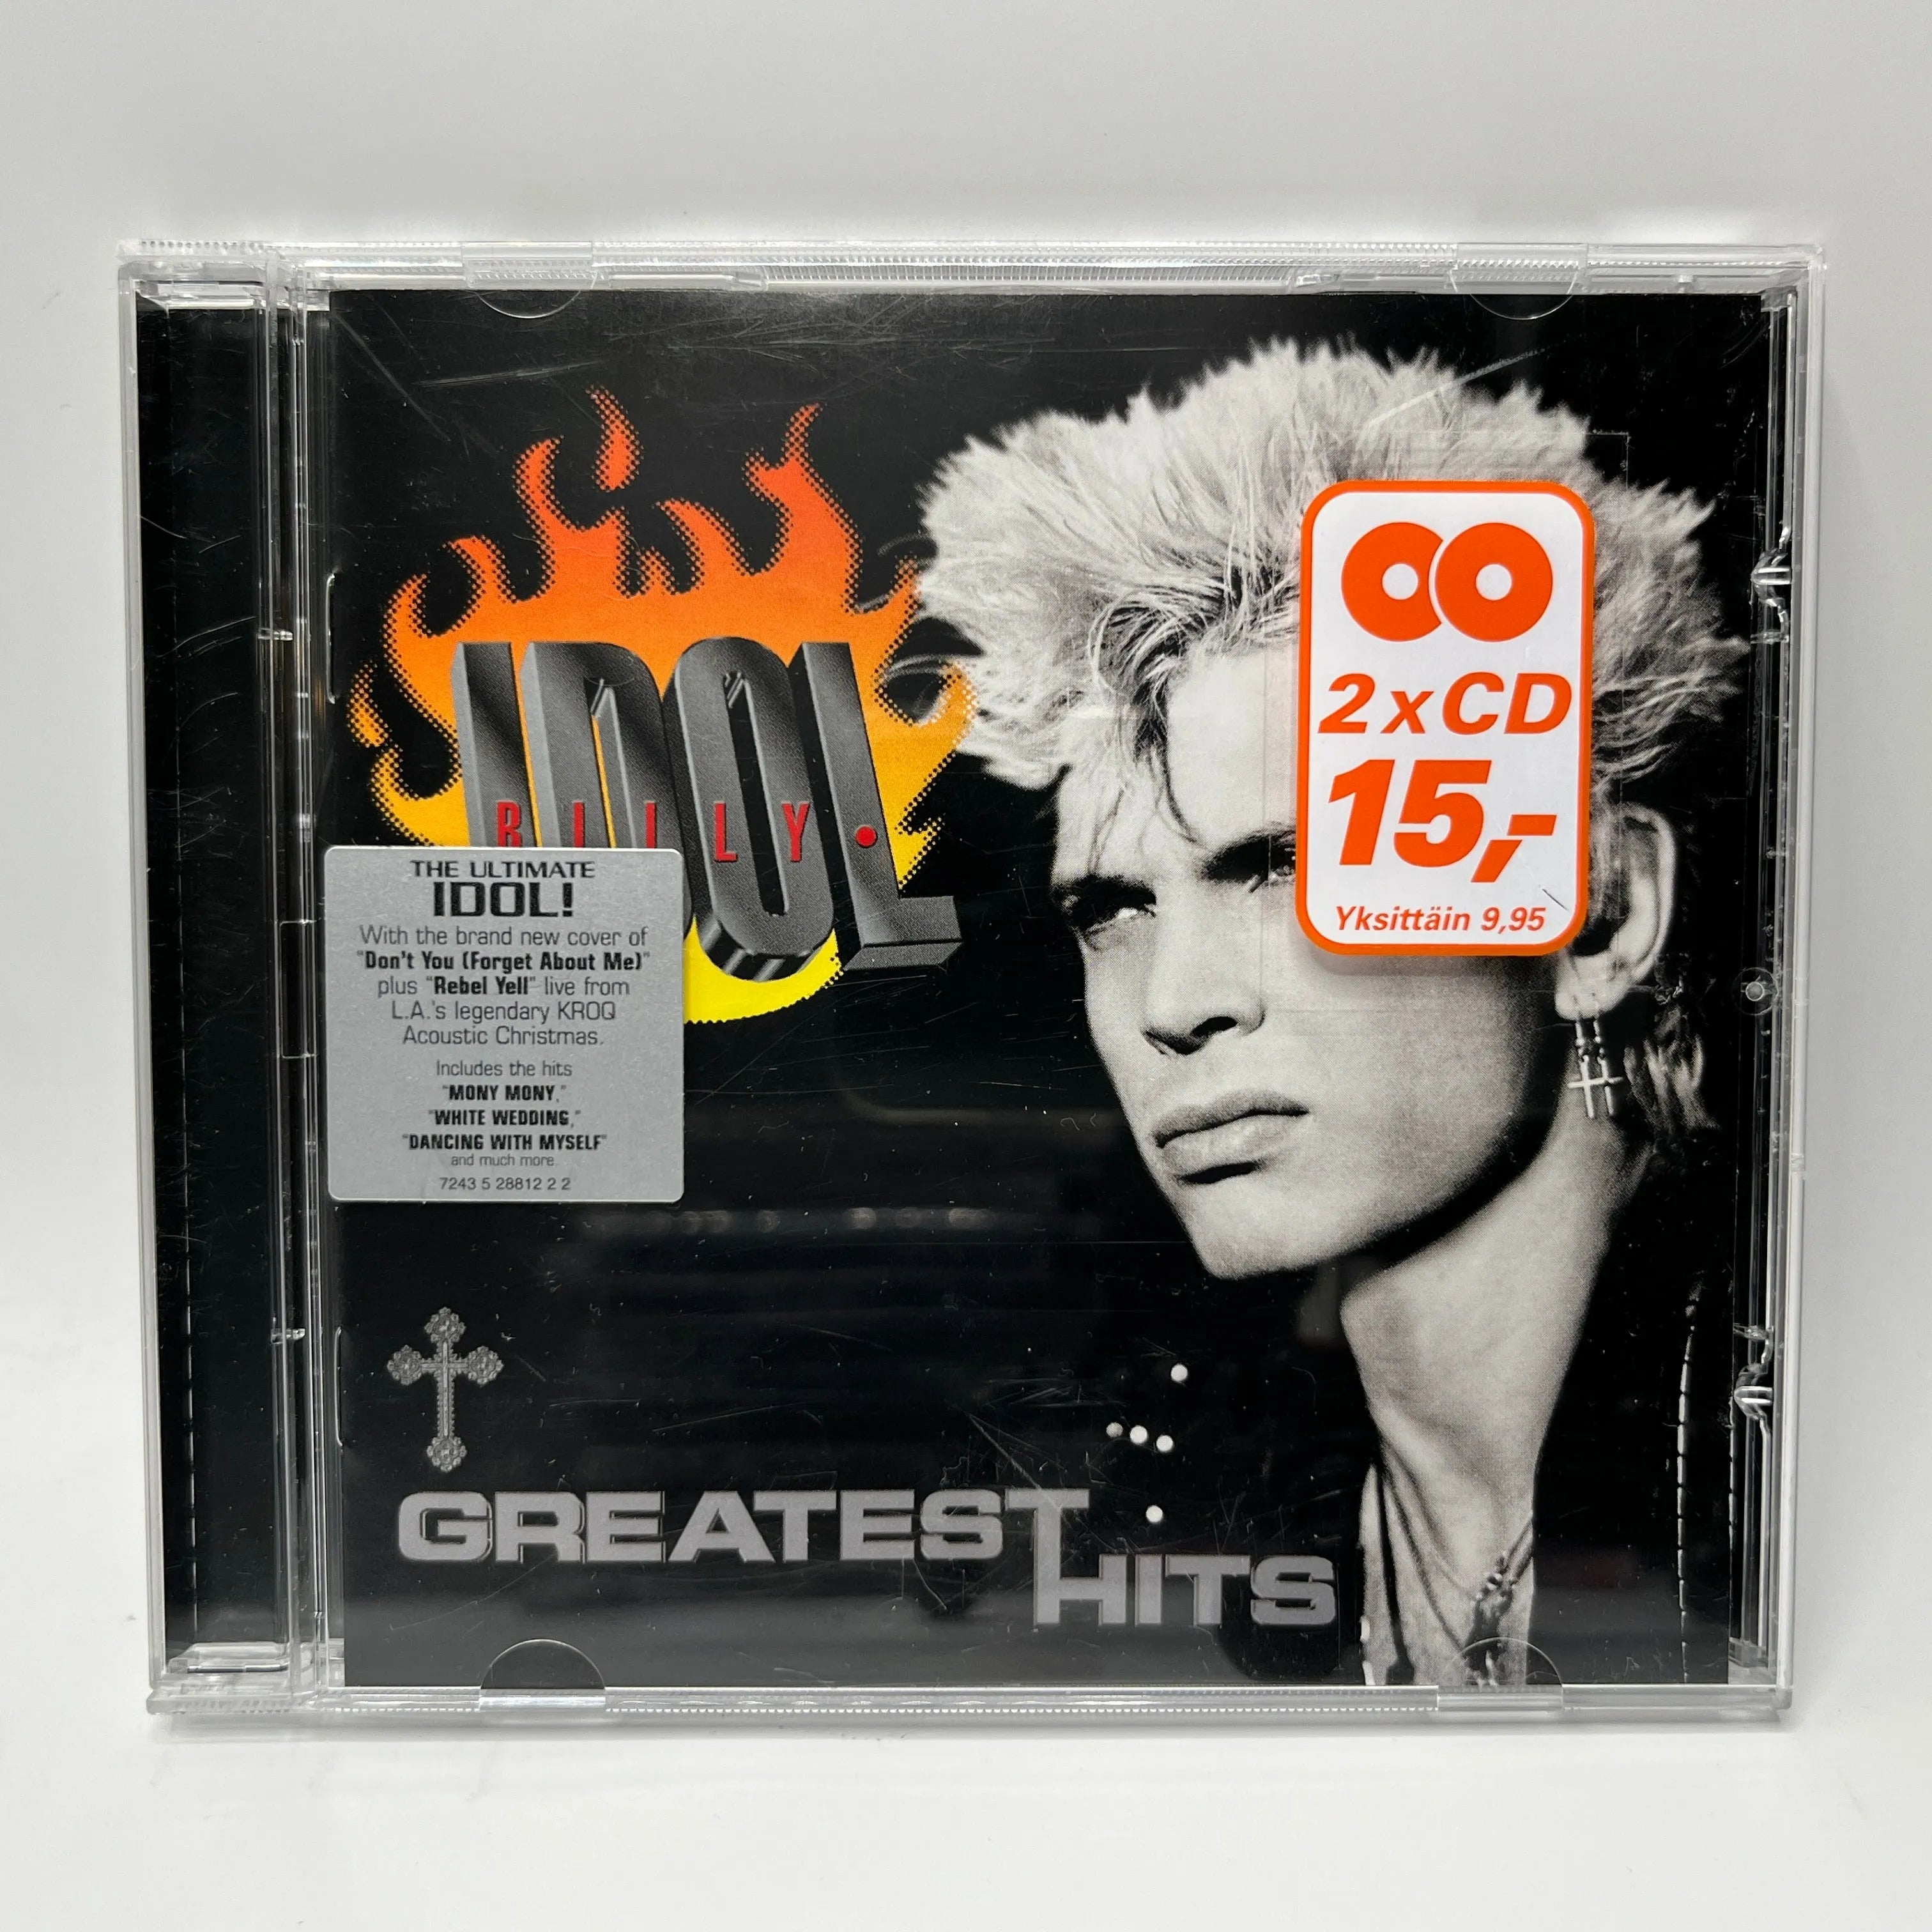 IDOL
BILLY
THE ULTIMATE
IDOL!
With the brand new cover of
"Don't You (Forget About Me)"
plus "Rebel Yell" live from
L.A.'s legendary KROQ
Acoustic Christmas.
Includes the hits
"MONY MONY,"
"WHITE WEDDING,"
"DANCING WITH MYSELF"
and much more.
7243 5 28812 2 2
2 x CD
15,-
Yksittäin 9,95
GREATEST
HITS